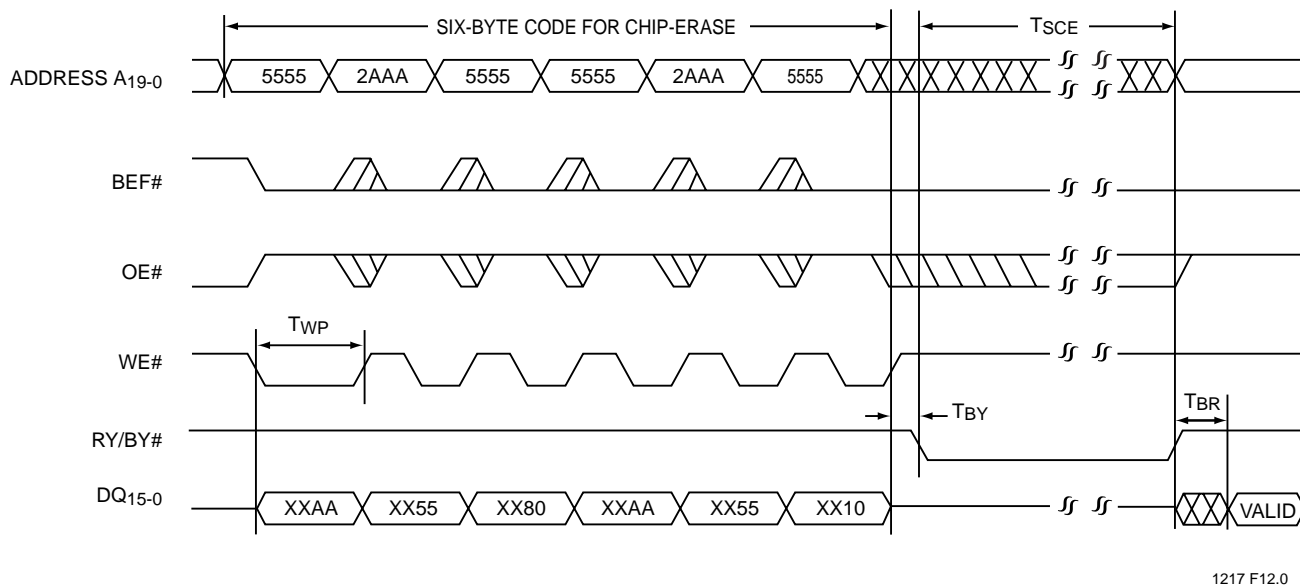 SIX-BYTE CODE FOR CHIP-ERASE
TSCE
ADDRESS A19-0
5555 2AAA 5555 5555 2AAA 5555
BEF#
OE#
TWP
WE#
TBY
TBR
RY/BY#
DQ15-0
XXAA XX55 XX80 XXAA XX55 XX10 VALID
1217 F12.0